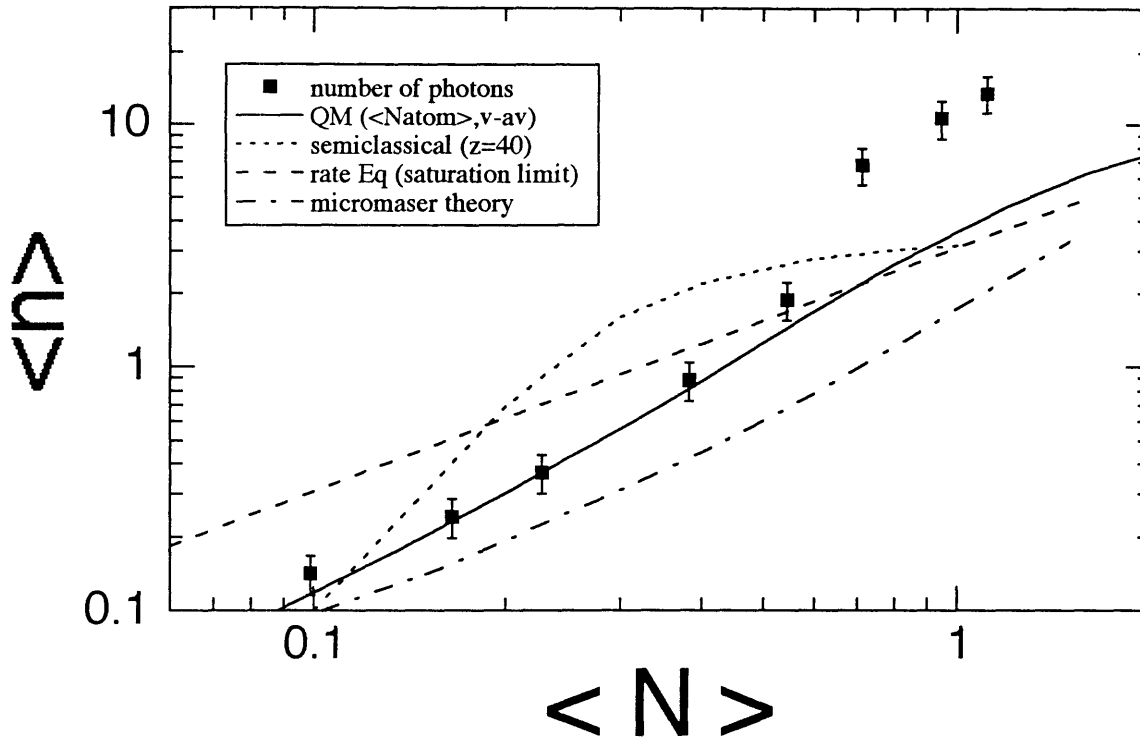 10
1
0.1
<n>
number of photons
QM (<Natom>,v-av)
semiclassical (z=40)
rate Eq (saturation limit)
micromaser theory
0.1
1
< N >